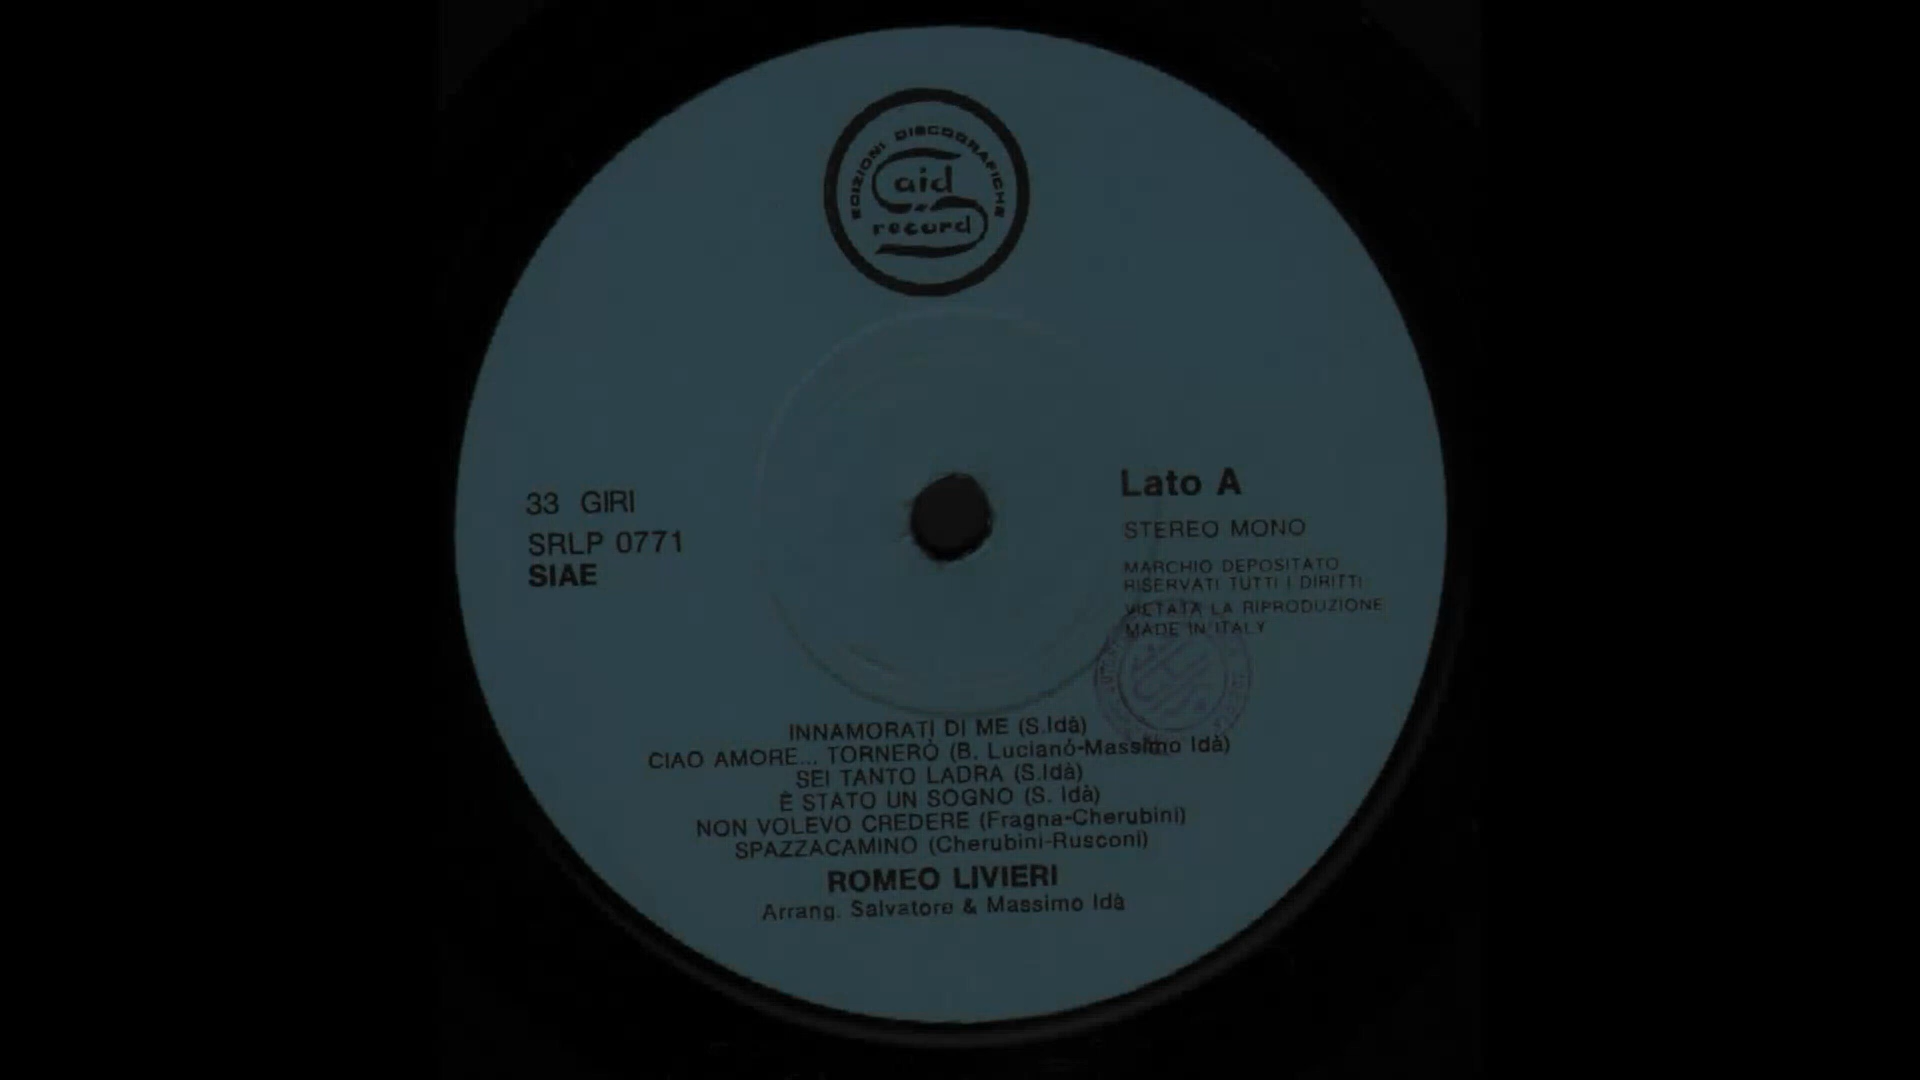 EDIZIONI DISCOGRAFICHE
Said
record
33 GIRI
SRLP 0771
SIAE
Lato A
STEREO MONO
MARCHIO DEPOSITATO
RISERVATI TUTTI I DIRITTI
VIETATA LA RIPRODUZIONE
MADE IN ITALY
INNAMORATI DI ME (S.Idà)
CIAO AMORE... TORNERÒ (B. Luciano-Massimo Idà)
SEI TANTO LADRA (S.Idà)
È STATO UN SOGNO (S. Idà)
NON VOLEVO CREDERE (Fragna-Cherubini)
SPAZZACAMINO (Cherubini-Rusconi)
ROMEO LIVIERI
Arrang. Salvatore & Massimo Idà